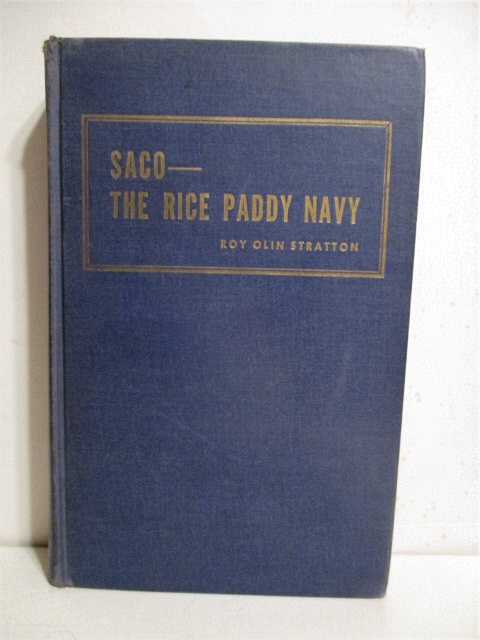 SACO—
THE RICE PADDY NAVY
ROY OLIN STRATTON